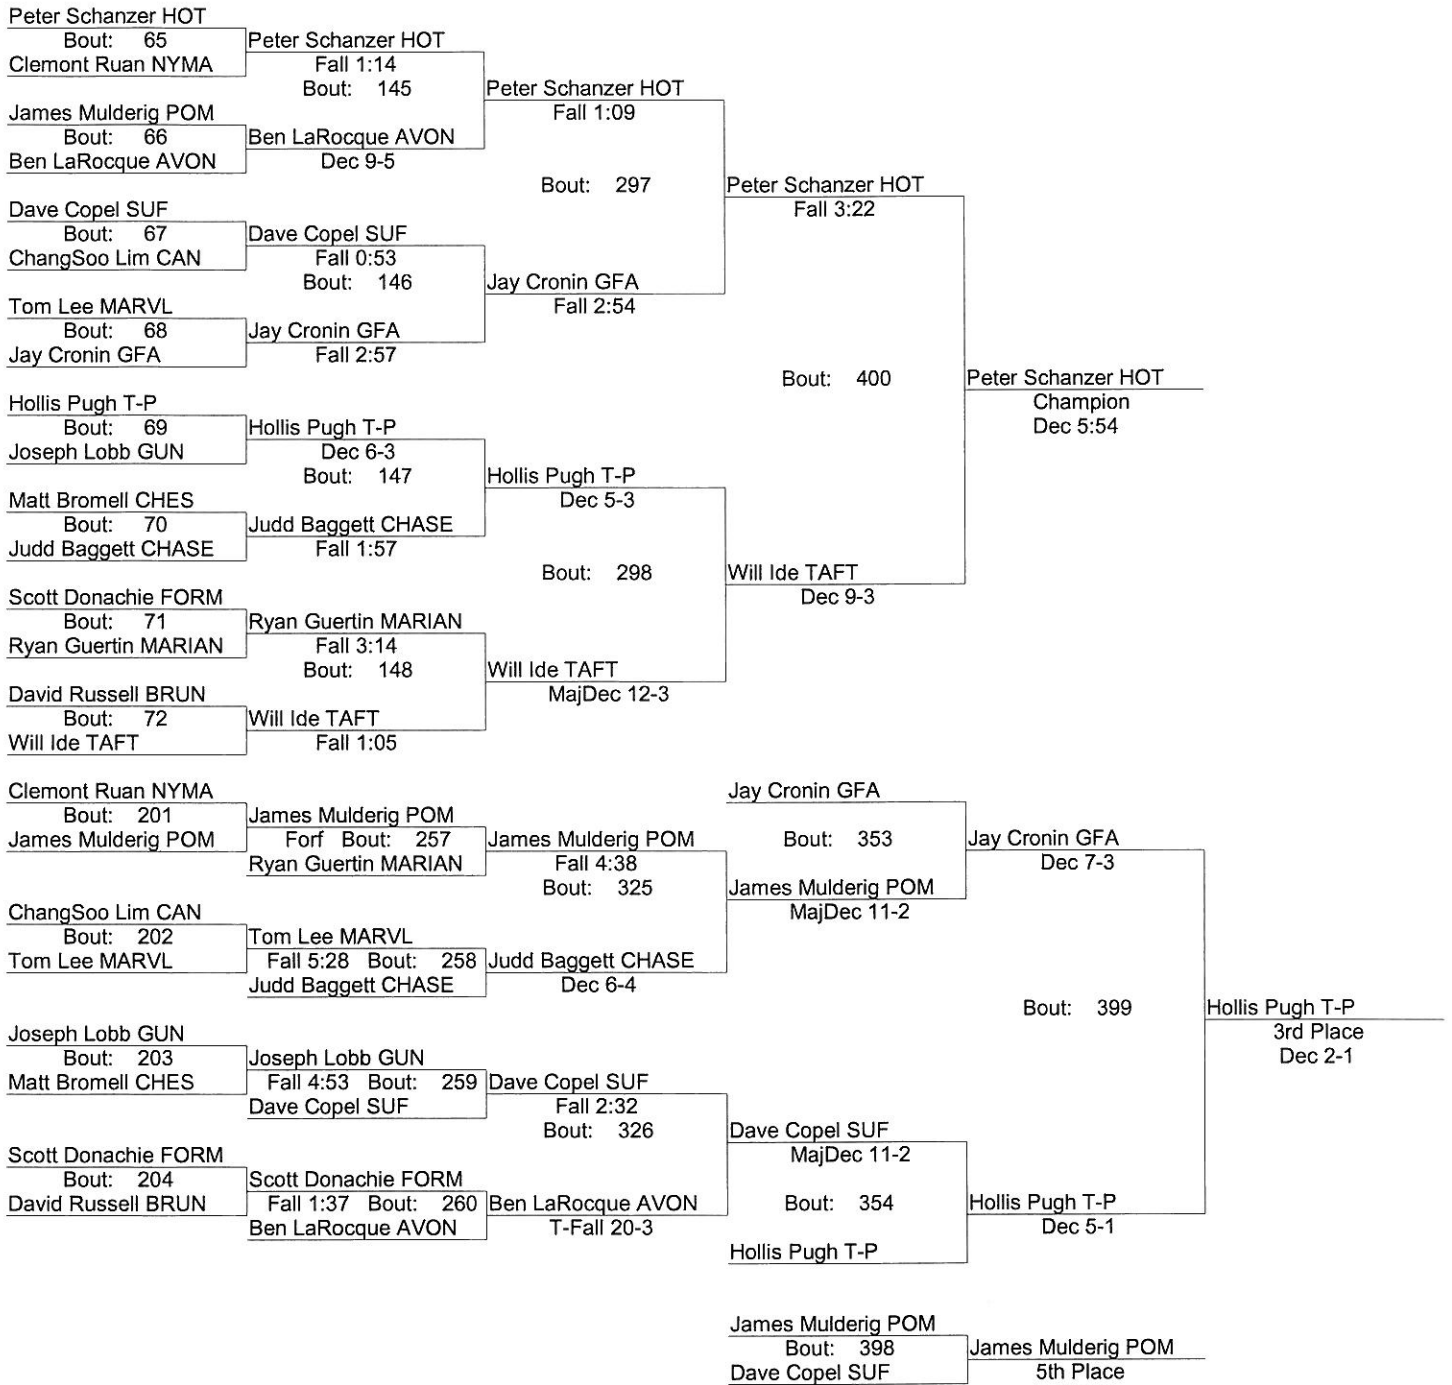 Peter Schanzer HOT
Bout: 65
Clemont Ruan NYMA
Peter Schanzer HOT
Fall 1:14
Bout: 145
James Mulderig POM
Bout: 66
Ben LaRocque AVON
Ben LaRocque AVON
Dec 9-5
Peter Schanzer HOT
Fall 1:09
Bout: 297
Dave Copel SUF
Bout: 67
ChangSoo Lim CAN
Dave Copel SUF
Fall 0:53
Bout: 146
Tom Lee MARVL
Bout: 68
Jay Cronin GFA
Jay Cronin GFA
Fall 2:57
Jay Cronin GFA
Fall 2:54
Peter Schanzer HOT
Fall 3:22
Bout: 400
Peter Schanzer HOT
Champion
Dec 5:54
Hollis Pugh T-P
Bout: 69
Joseph Lobb GUN
Hollis Pugh T-P
Dec 6-3
Bout: 147
Matt Bromell CHES
Bout: 70
Judd Baggett CHASE
Judd Baggett CHASE
Fall 1:57
Hollis Pugh T-P
Dec 5-3
Bout: 298
Scott Donachie FORM
Bout: 71
Ryan Guertin MARIAN
Ryan Guertin MARIAN
Fall 3:14
Bout: 148
David Russell BRUN
Bout: 72
Will Ide TAFT
Will Ide TAFT
Fall 1:05
Will Ide TAFT
MajDec 12-3
Will Ide TAFT
Dec 9-3
Clemont Ruan NYMA
Bout: 201
James Mulderig POM
James Mulderig POM
Forf Bout: 257
Ryan Guertin MARIAN
James Mulderig POM
Fall 4:38
Bout: 325
ChangSoo Lim CAN
Bout: 202
Tom Lee MARVL
Tom Lee MARVL
Fall 5:28 Bout: 258
Judd Baggett CHASE
Judd Baggett CHASE
Dec 6-4
Jay Cronin GFA
Bout: 353
James Mulderig POM
MajDec 11-2
Jay Cronin GFA
Dec 7-3
Bout: 399
Hollis Pugh T-P
3rd Place
Dec 2-1
Joseph Lobb GUN
Bout: 203
Matt Bromell CHES
Joseph Lobb GUN
Fall 4:53 Bout: 259
Dave Copel SUF
Dave Copel SUF
Fall 2:32
Bout: 326
Scott Donachie FORM
Bout: 204
David Russell BRUN
Scott Donachie FORM
Fall 1:37 Bout: 260
Ben LaRocque AVON
Ben LaRocque AVON
T-Fall 20-3
Dave Copel SUF
MajDec 11-2
Bout: 354
Hollis Pugh T-P
Hollis Pugh T-P
Dec 5-1
James Mulderig POM
Bout: 398
Dave Copel SUF
James Mulderig POM
5th Place